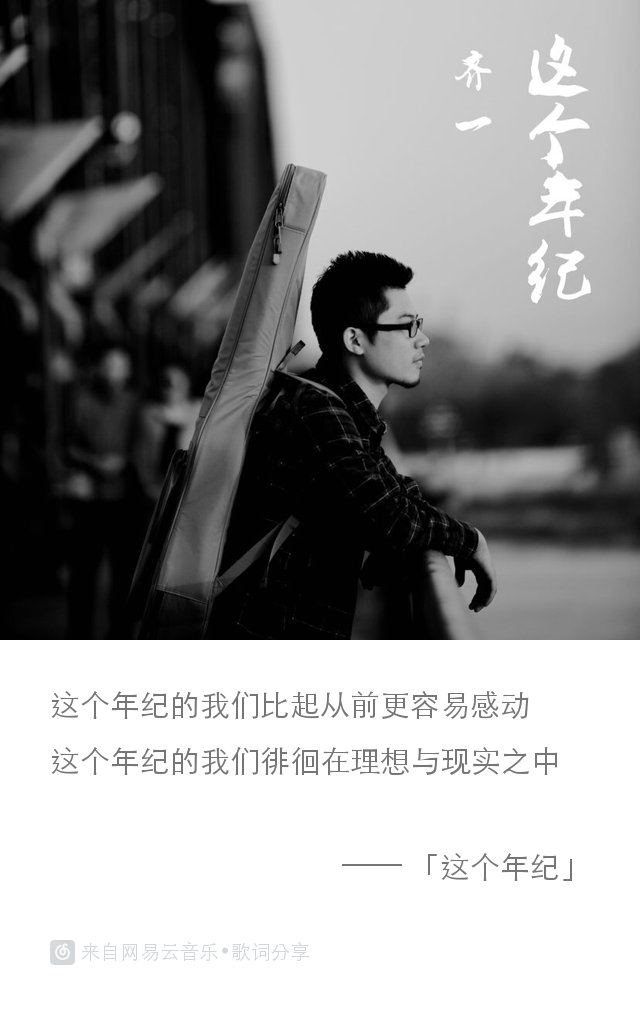 这个年纪
齐一
这个年纪的我们比起从前更容易感动
这个年纪的我们徘徊在理想与现实之中
——「这个年纪」
来自网易云音乐•歌词分享